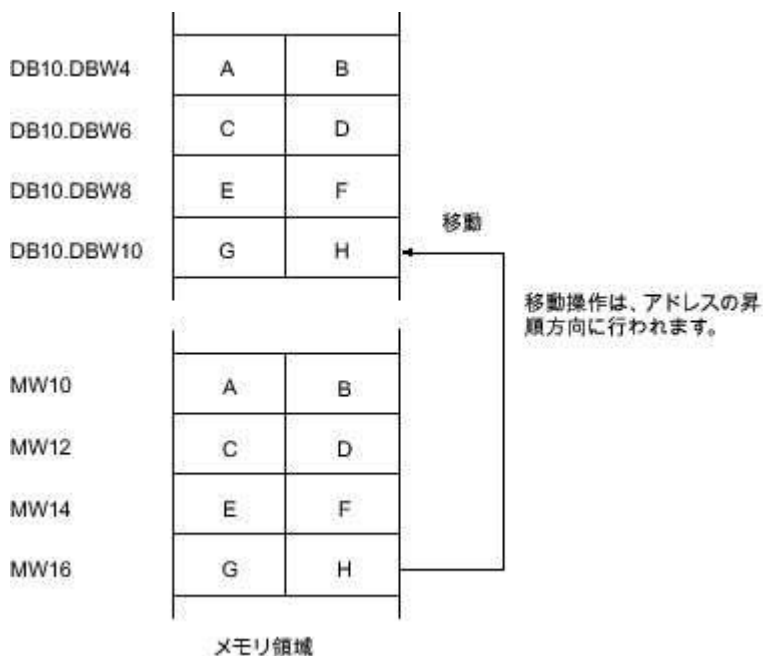 DB10.DBW4 A B
DB10.DBW6 C D
DB10.DBW8 E F
移動
DB10.DBW10 G H
移動操作は、アドレスの昇
順方向に行われます。
MW10 A B
MW12 C D
MW14 E F
MW16 G H
メモリ領域